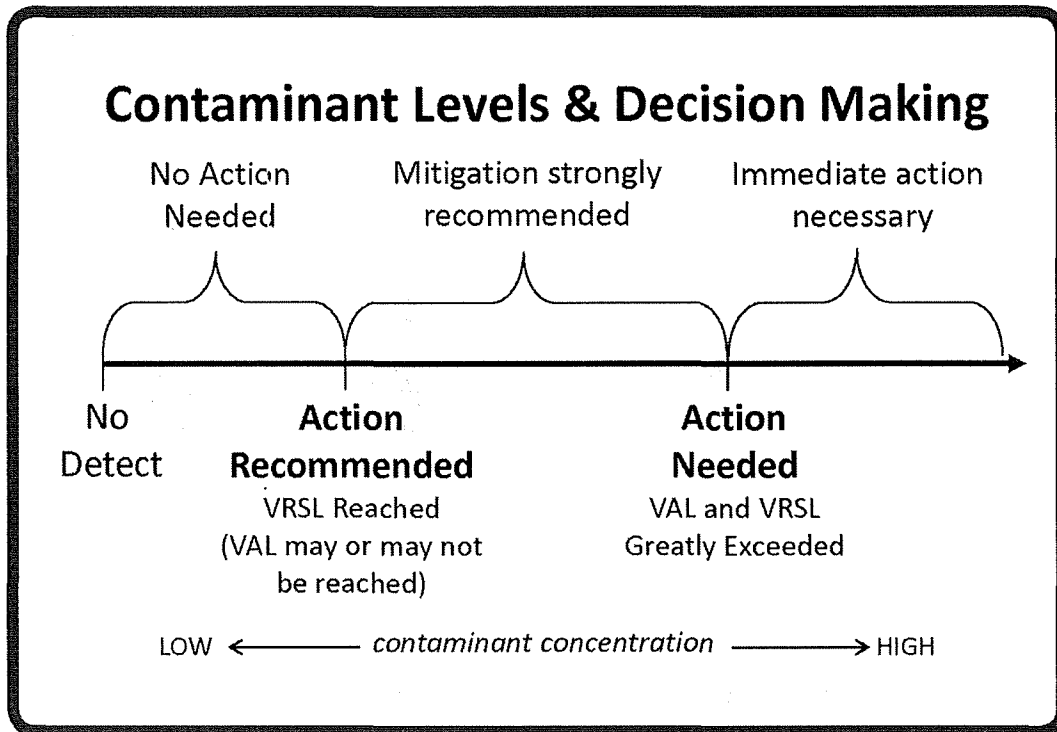 Contaminant Levels & Decision Making
No Action
Needed
Mitigation strongly
recommended
Immediate action
necessary
No
Detect
Action
Recommended
VRSL Reached
(VAL may or may not
be reached)
Action
Needed
VAL and VRSL
Greatly Exceeded
LOW contaminant concentration HIGH